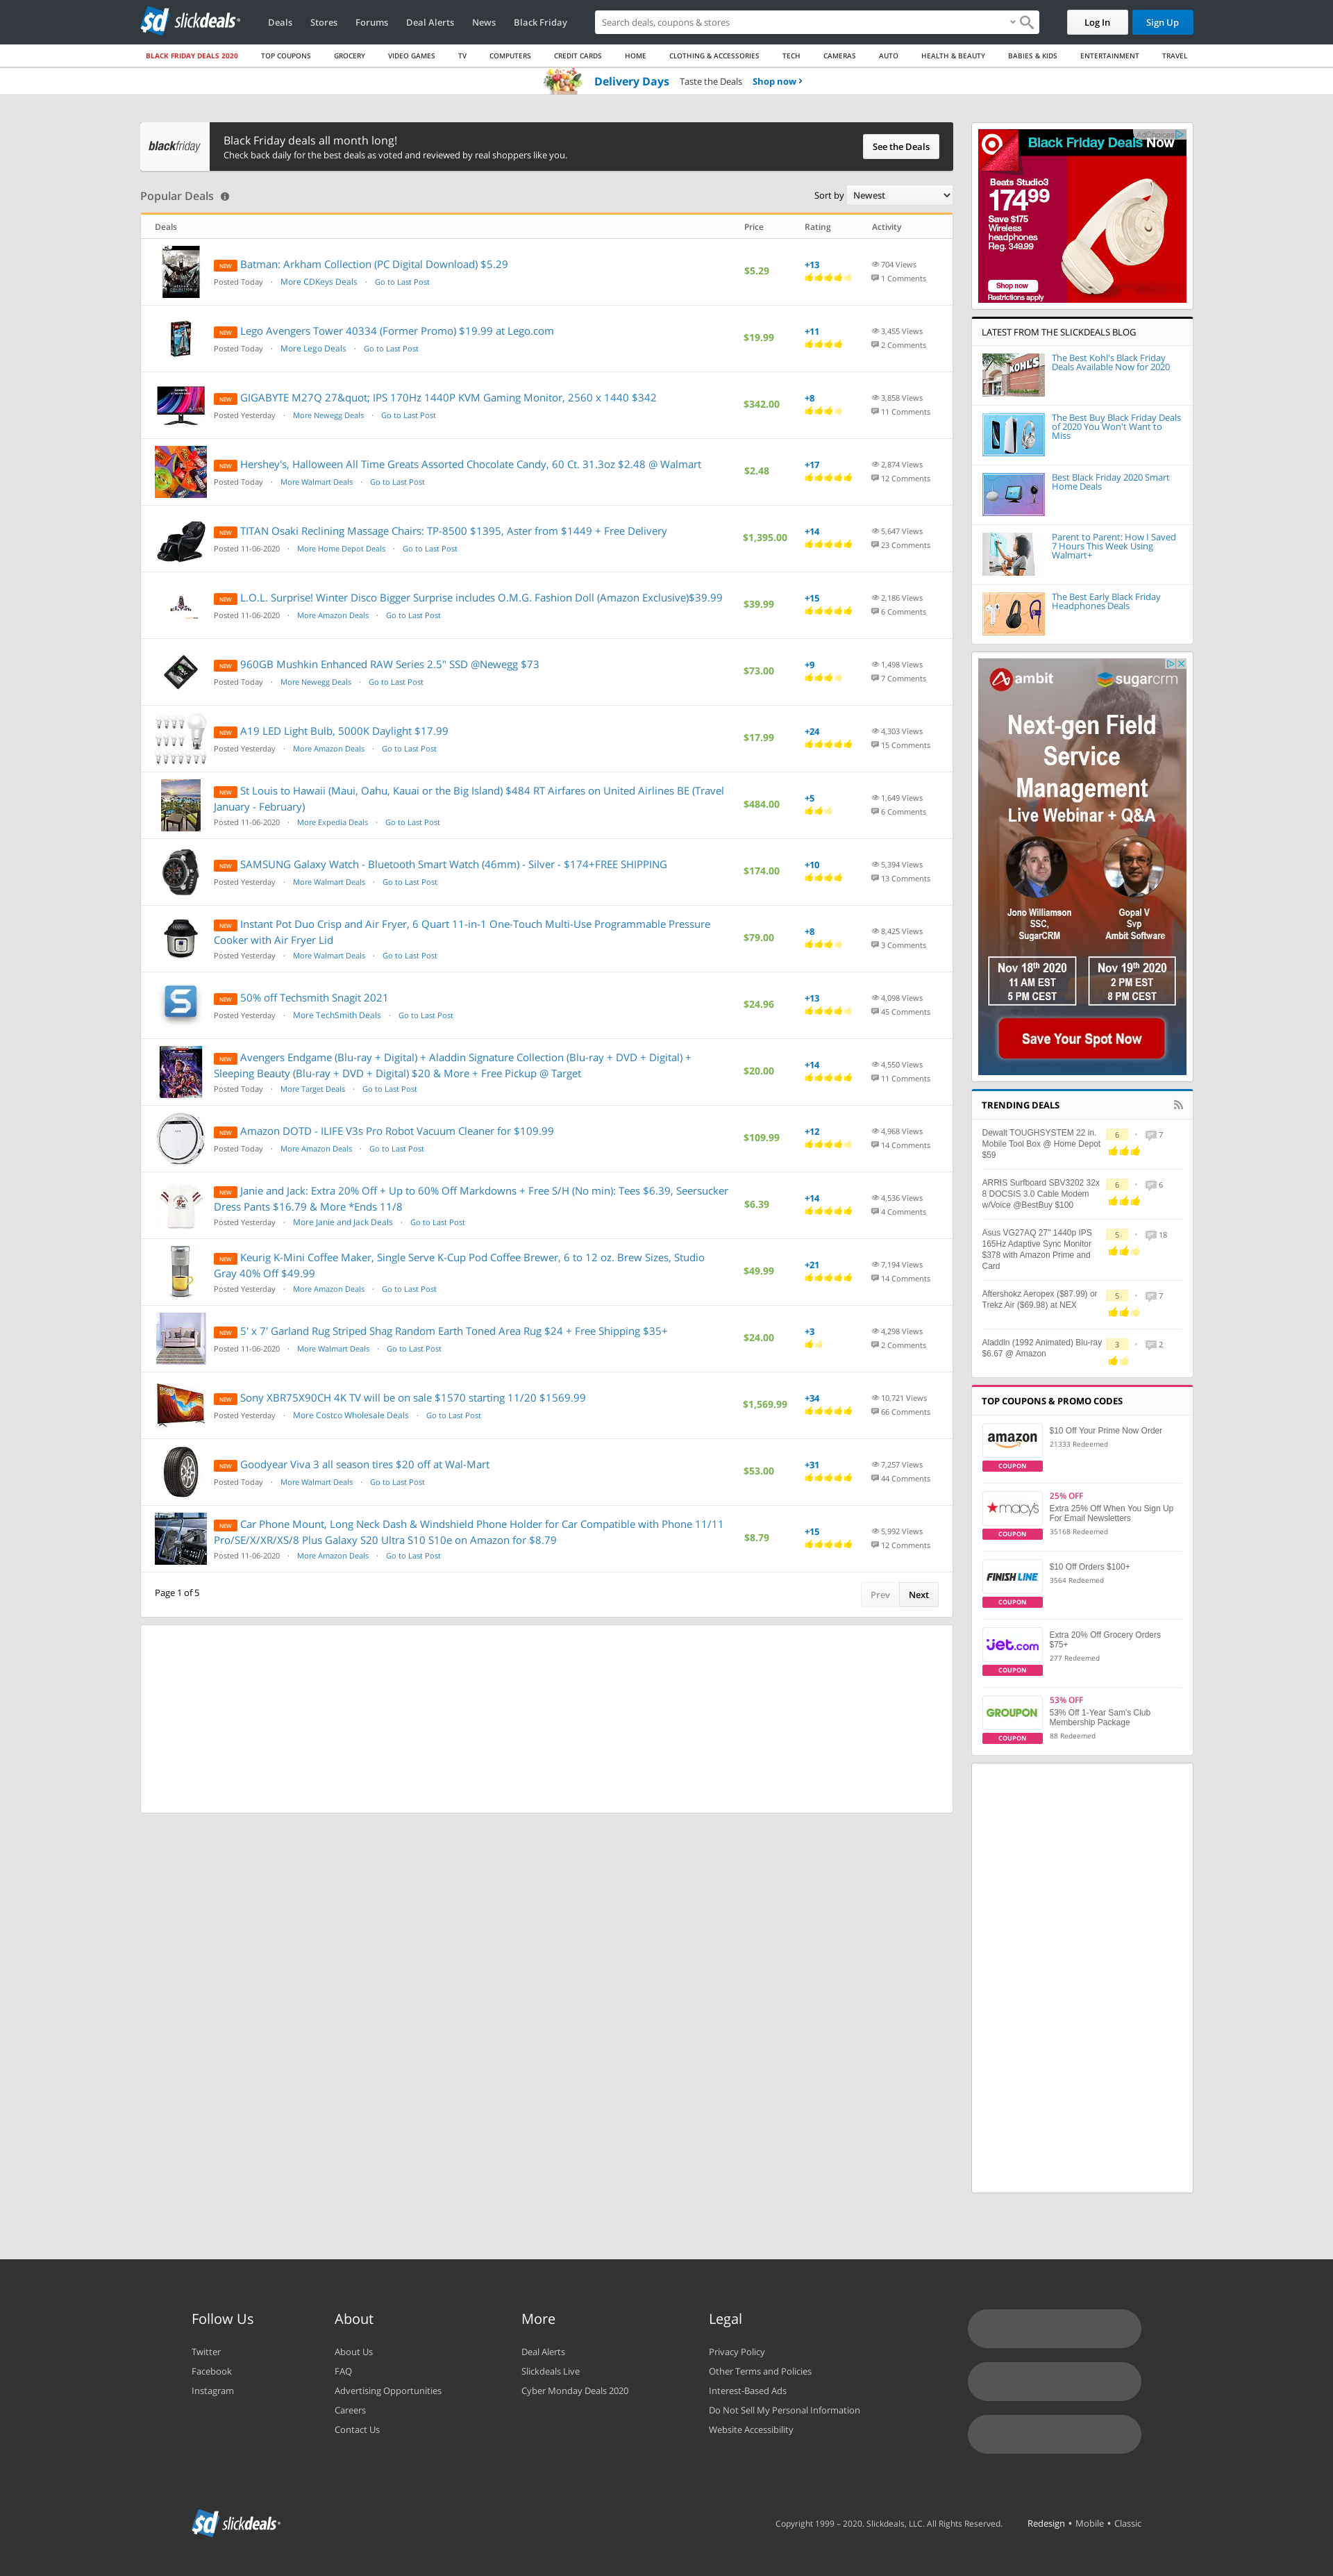 slickdeals
Deals Stores Forums Deal Alerts News Black Friday
Search deals, coupons & stores
Log In Sign Up
BLACK FRIDAY DEALS 2020 TOP COUPONS GROCERY VIDEO GAMES TV COMPUTERS CREDIT CARDS HOME CLOTHING & ACCESSORIES TECH CAMERAS AUTO HEALTH & BEAUTY BABIES & KIDS ENTERTAINMENT TRAVEL
Delivery Days Taste the Deals Shop now
blackfriday
Black Friday deals all month long!
Check back daily for the best deals as voted and reviewed by real shoppers like you.
See the Deals
Popular Deals
Sort by Newest
Deals Price Rating Activity
NEW Batman: Arkham Collection (PC Digital Download) $5.29
Posted Today · More CDKeys Deals · Go to Last Post
$5.29
+13
704 Views
1 Comments
NEW Lego Avengers Tower 40334 (Former Promo) $19.99 at Lego.com
Posted Today · More Lego Deals · Go to Last Post
$19.99
+11
3,455 Views
2 Comments
NEW GIGABYTE M27Q 27&quot; IPS 170Hz 1440P KVM Gaming Monitor, 2560 x 1440 $342
Posted Yesterday · More Newegg Deals · Go to Last Post
$342.00
+8
3,858 Views
11 Comments
NEW Hershey's, Halloween All Time Greats Assorted Chocolate Candy, 60 Ct. 31.3oz $2.48 @ Walmart
Posted Today · More Walmart Deals · Go to Last Post
$2.48
+17
2,874 Views
12 Comments
NEW TITAN Osaki Reclining Massage Chairs: TP-8500 $1395, Aster from $1449 + Free Delivery
Posted 11-06-2020 · More Home Depot Deals · Go to Last Post
$1,395.00
+14
5,647 Views
23 Comments
NEW L.O.L. Surprise! Winter Disco Bigger Surprise includes O.M.G. Fashion Doll (Amazon Exclusive)$39.99
Posted 11-06-2020 · More Amazon Deals · Go to Last Post
$39.99
+15
2,186 Views
6 Comments
NEW 960GB Mushkin Enhanced RAW Series 2.5" SSD @Newegg $73
Posted Today · More Newegg Deals · Go to Last Post
$73.00
+9
1,498 Views
7 Comments
NEW A19 LED Light Bulb, 5000K Daylight $17.99
Posted Yesterday · More Amazon Deals · Go to Last Post
$17.99
+24
4,303 Views
15 Comments
NEW St Louis to Hawaii (Maui, Oahu, Kauai or the Big Island) $484 RT Airfares on United Airlines BE (Travel
January - February)
Posted 11-06-2020 · More Expedia Deals · Go to Last Post
$484.00
+5
1,649 Views
6 Comments
NEW SAMSUNG Galaxy Watch - Bluetooth Smart Watch (46mm) - Silver - $174+FREE SHIPPING
Posted Yesterday · More Walmart Deals · Go to Last Post
$174.00
+10
5,394 Views
13 Comments
NEW Instant Pot Duo Crisp and Air Fryer, 6 Quart 11-in-1 One-Touch Multi-Use Programmable Pressure
Cooker with Air Fryer Lid
Posted Yesterday · More Walmart Deals · Go to Last Post
$79.00
+8
8,425 Views
3 Comments
NEW 50% off Techsmith Snagit 2021
Posted Yesterday · More TechSmith Deals · Go to Last Post
$24.96
+13
4,098 Views
45 Comments
NEW Avengers Endgame (Blu-ray + Digital) + Aladdin Signature Collection (Blu-ray + DVD + Digital) +
Sleeping Beauty (Blu-ray + DVD + Digital) $20 & More + Free Pickup @ Target
Posted Today · More Target Deals · Go to Last Post
$20.00
+14
4,550 Views
11 Comments
NEW Amazon DOTD - ILIFE V3s Pro Robot Vacuum Cleaner for $109.99
Posted Today · More Amazon Deals · Go to Last Post
$109.99
+12
4,968 Views
14 Comments
NEW Janie and Jack: Extra 20% Off + Up to 60% Off Markdowns + Free S/H (No min): Tees $6.39, Seersucker
Dress Pants $16.79 & More *Ends 11/8
Posted Yesterday · More Janie and Jack Deals · Go to Last Post
$6.39
+14
4,536 Views
4 Comments
NEW Keurig K-Mini Coffee Maker, Single Serve K-Cup Pod Coffee Brewer, 6 to 12 oz. Brew Sizes, Studio
Gray 40% Off $49.99
Posted Yesterday · More Amazon Deals · Go to Last Post
$49.99
+21
7,194 Views
14 Comments
NEW 5' x 7' Garland Rug Striped Shag Random Earth Toned Area Rug $24 + Free Shipping $35+
Posted 11-06-2020 · More Walmart Deals · Go to Last Post
$24.00
+3
4,298 Views
2 Comments
NEW Sony XBR75X90CH 4K TV will be on sale $1570 starting 11/20 $1569.99
Posted Yesterday · More Costco Wholesale Deals · Go to Last Post
$1,569.99
+34
10,721 Views
66 Comments
NEW Goodyear Viva 3 all season tires $20 off at Wal-Mart
Posted Today · More Walmart Deals · Go to Last Post
$53.00
+31
7,257 Views
44 Comments
NEW Car Phone Mount, Long Neck Dash & Windshield Phone Holder for Car Compatible with Phone 11/11
Pro/SE/X/XR/XS/8 Plus Galaxy S20 Ultra S10 S10e on Amazon for $8.79
Posted 11-06-2020 · More Amazon Deals · Go to Last Post
$8.79
+15
5,992 Views
12 Comments
Page 1 of 5
Prev Next
AdChoices
Black Friday Deals Now
Beats Studio3
174 99
Save $175
Wireless
headphones
Reg. 349.99
Shop now
Restrictions apply
LATEST FROM THE SLICKDEALS BLOG
KOHL'S
The Best Kohl's Black Friday
Deals Available Now for 2020
The Best Buy Black Friday Deals
of 2020 You Won't Want to
Miss
Best Black Friday 2020 Smart
Home Deals
Parent to Parent: How I Saved
7 Hours This Week Using
Walmart+
The Best Early Black Friday
Headphones Deals
ambit sugarcrm
Next-gen Field
Service
Management
Live Webinar + Q&A
Jono Williamson
SSC,
SugarCRM
Gopal V
Svp
Ambit Software
Nov 18th 2020
11 AM EST
5 PM CEST
Nov 19th 2020
2 PM EST
8 PM CEST
Save Your Spot Now
TRENDING DEALS
Dewalt TOUGHSYSTEM 22 in.
Mobile Tool Box @ Home Depot
$59
6 • 7
ARRIS Surfboard SBV3202 32x
8 DOCSIS 3.0 Cable Modem
w/Voice @BestBuy $100
6 • 6
Asus VG27AQ 27" 1440p IPS
165Hz Adaptive Sync Monitor
$378 with Amazon Prime and
Card
5 • 18
Aftershokz Aeropex ($87.99) or
Trekz Air ($69.98) at NEX
5 • 7
Aladdin (1992 Animated) Blu-ray
$6.67 @ Amazon
3 • 2
TOP COUPONS & PROMO CODES
amazon
COUPON
$10 Off Your Prime Now Order
21333 Redeemed
macy's
COUPON
25% OFF
Extra 25% Off When You Sign Up
For Email Newsletters
35168 Redeemed
FINISH LINE
COUPON
$10 Off Orders $100+
3564 Redeemed
jet.com
COUPON
Extra 20% Off Grocery Orders
$75+
277 Redeemed
GROUPON
COUPON
53% OFF
53% Off 1-Year Sam's Club
Membership Package
88 Redeemed
Follow Us
Twitter
Facebook
Instagram
About
About Us
FAQ
Advertising Opportunities
Careers
Contact Us
More
Deal Alerts
Slickdeals Live
Cyber Monday Deals 2020
Legal
Privacy Policy
Other Terms and Policies
Interest-Based Ads
Do Not Sell My Personal Information
Website Accessibility
slickdeals
Copyright 1999 – 2020. Slickdeals, LLC. All Rights Reserved.
Redesign • Mobile • Classic